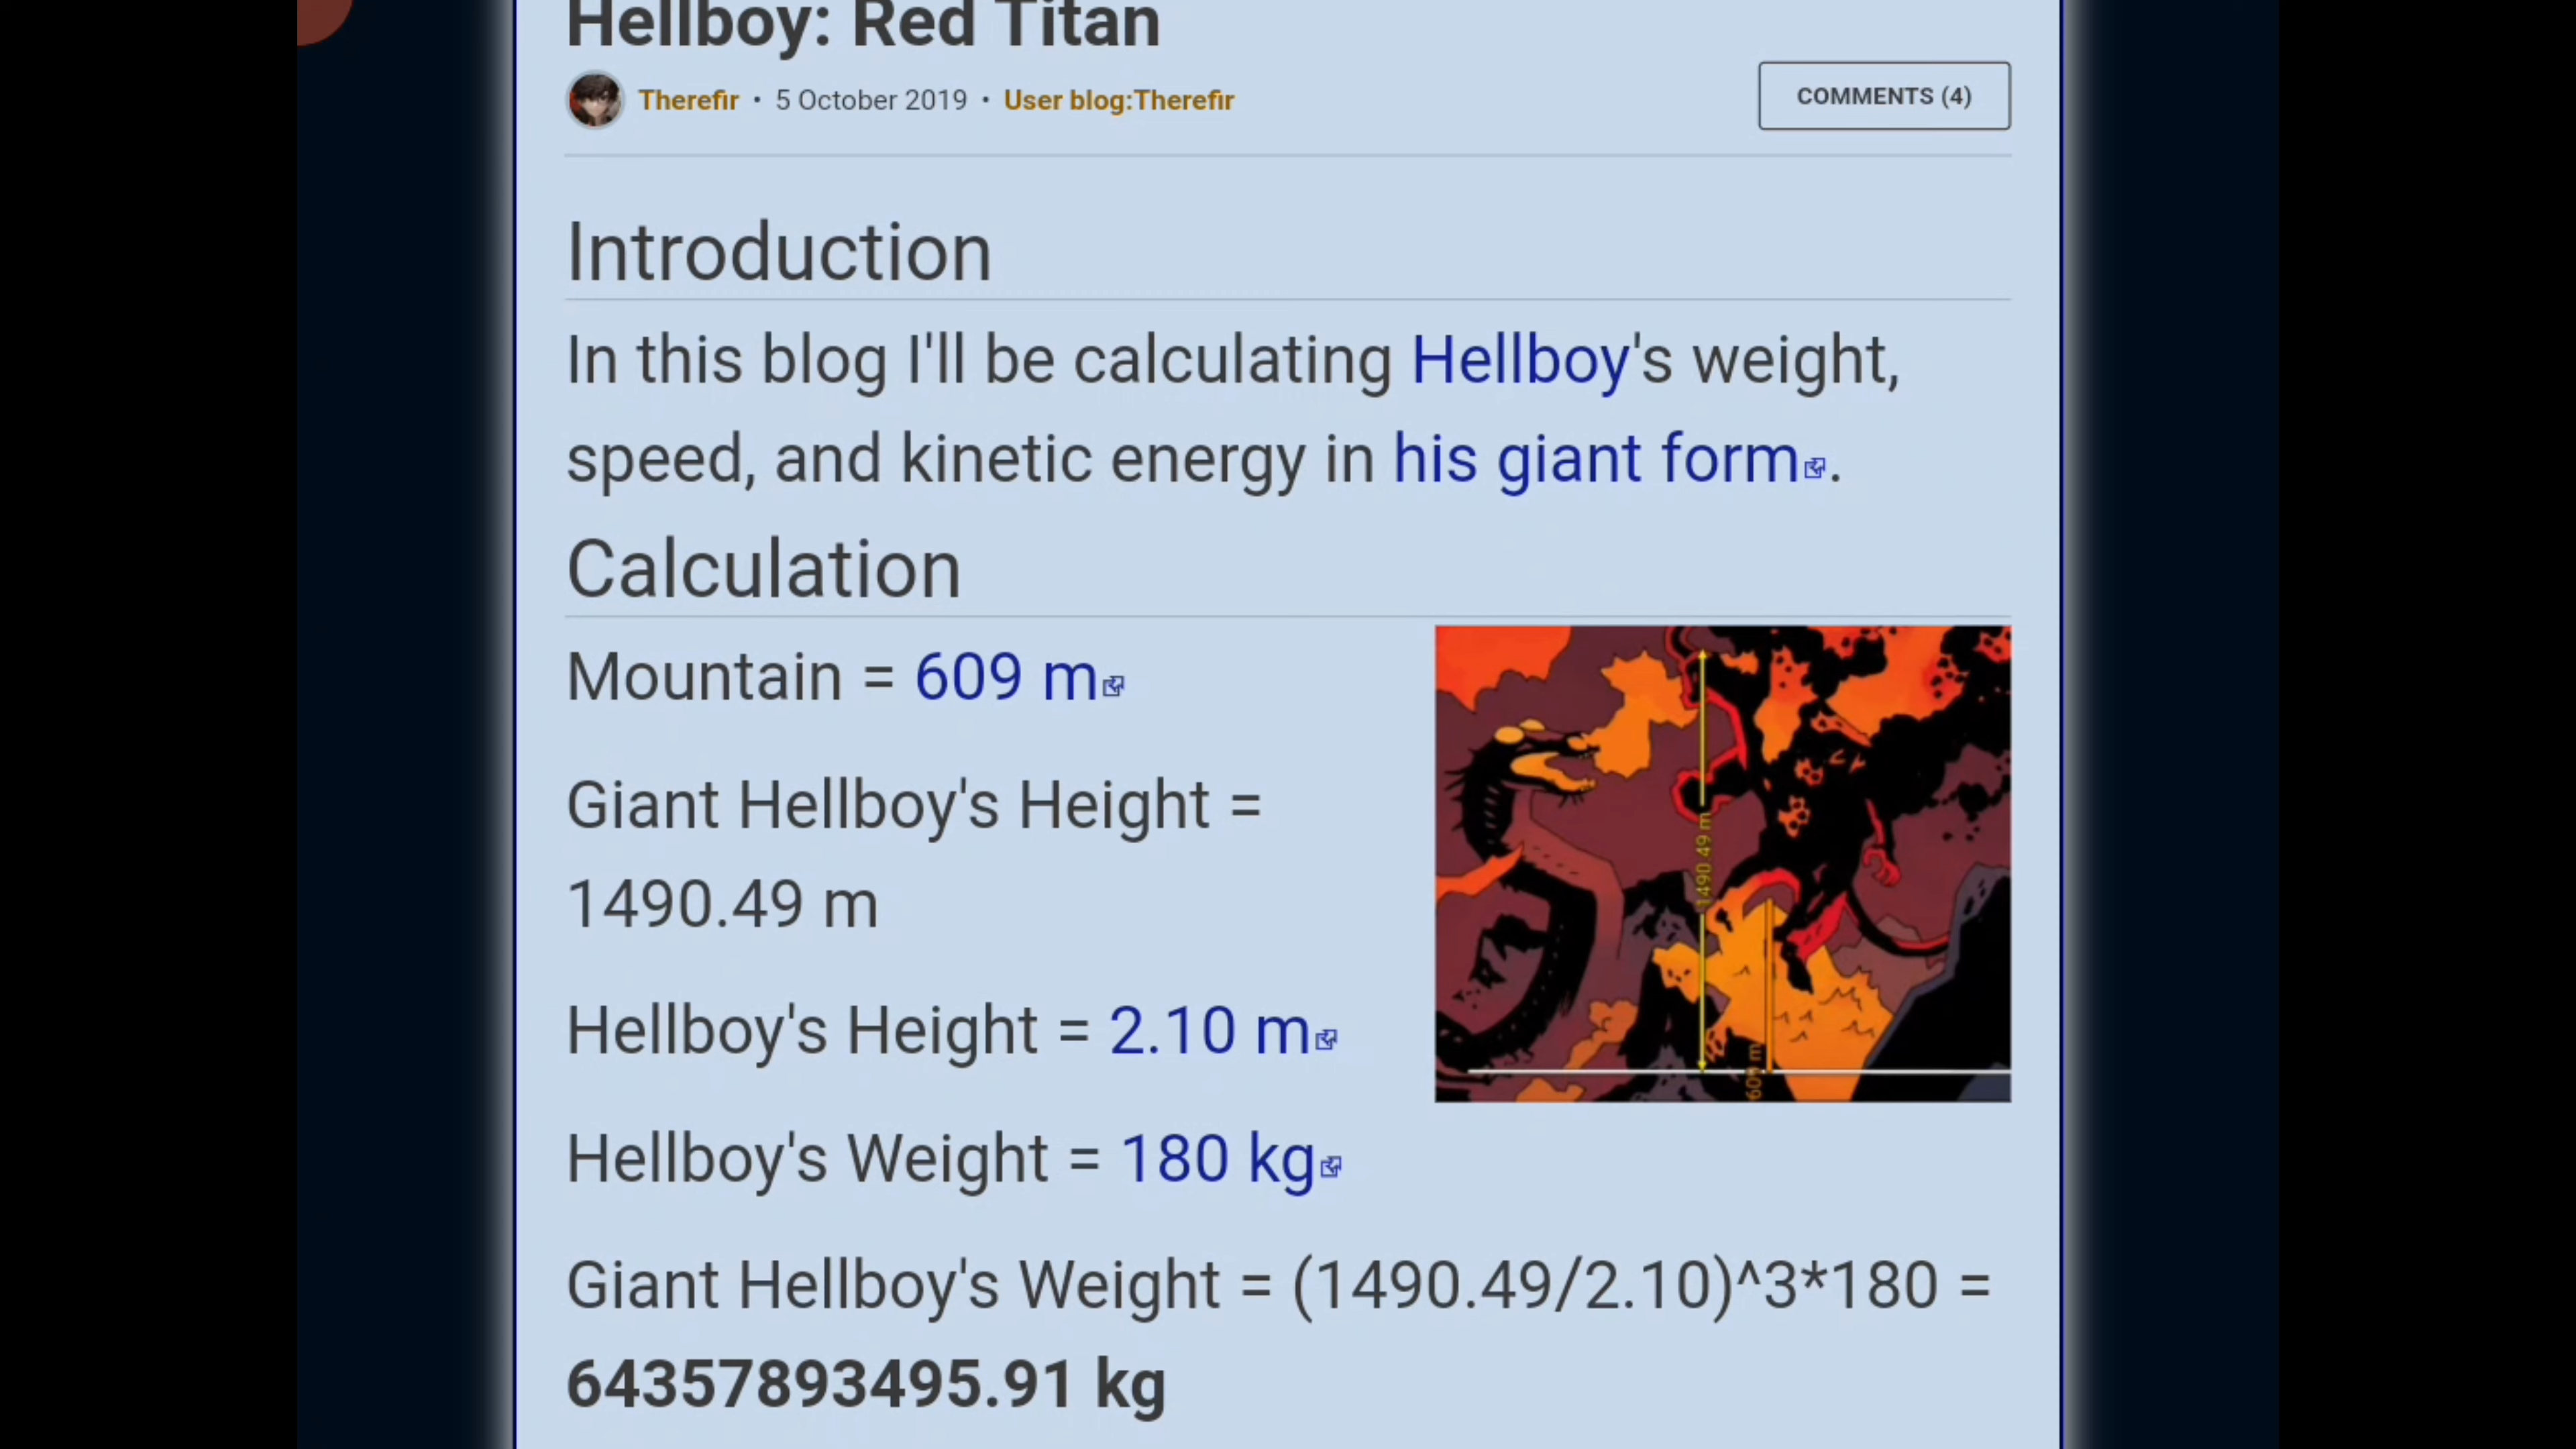 Hellboy: Red Titan
Therefir • 5 October 2019 • User blog:Therefir
COMMENTS (4)
Introduction
In this blog I'll be calculating Hellboy's weight,
speed, and kinetic energy in his giant form.
Calculation
Mountain = 609 m
Giant Hellboy's Height =
1490.49 m
Hellboy's Height = 2.10 m
Hellboy's Weight = 180 kg
Giant Hellboy's Weight = (1490.49/2.10)^3*180 =
64357893495.91 kg
1490.49 m
609 m